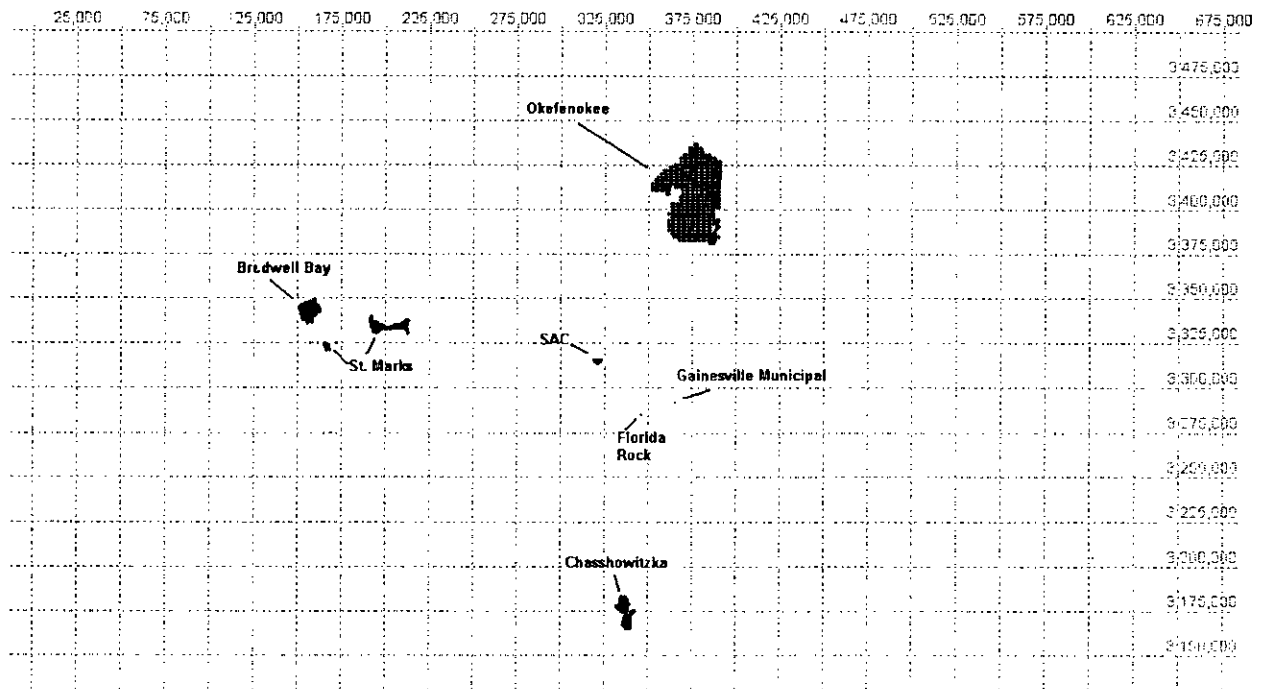 25,000 75,000 125,000 175,000 225,000 275,000 325,000 375,000 425,000 475,000 525,000 575,000 625,000 675,000
3,475,000
Okefenokee
3,450,000
3,425,000
3,400,000
3,375,000
Bradwell Bay
3,350,000
3,325,000
SAC
St. Marks
Gainesville Municipal
3,300,000
3,275,000
Florida
Rock
3,250,000
3,225,000
Chasshowitzka
3,200,000
3,175,000
3,150,000